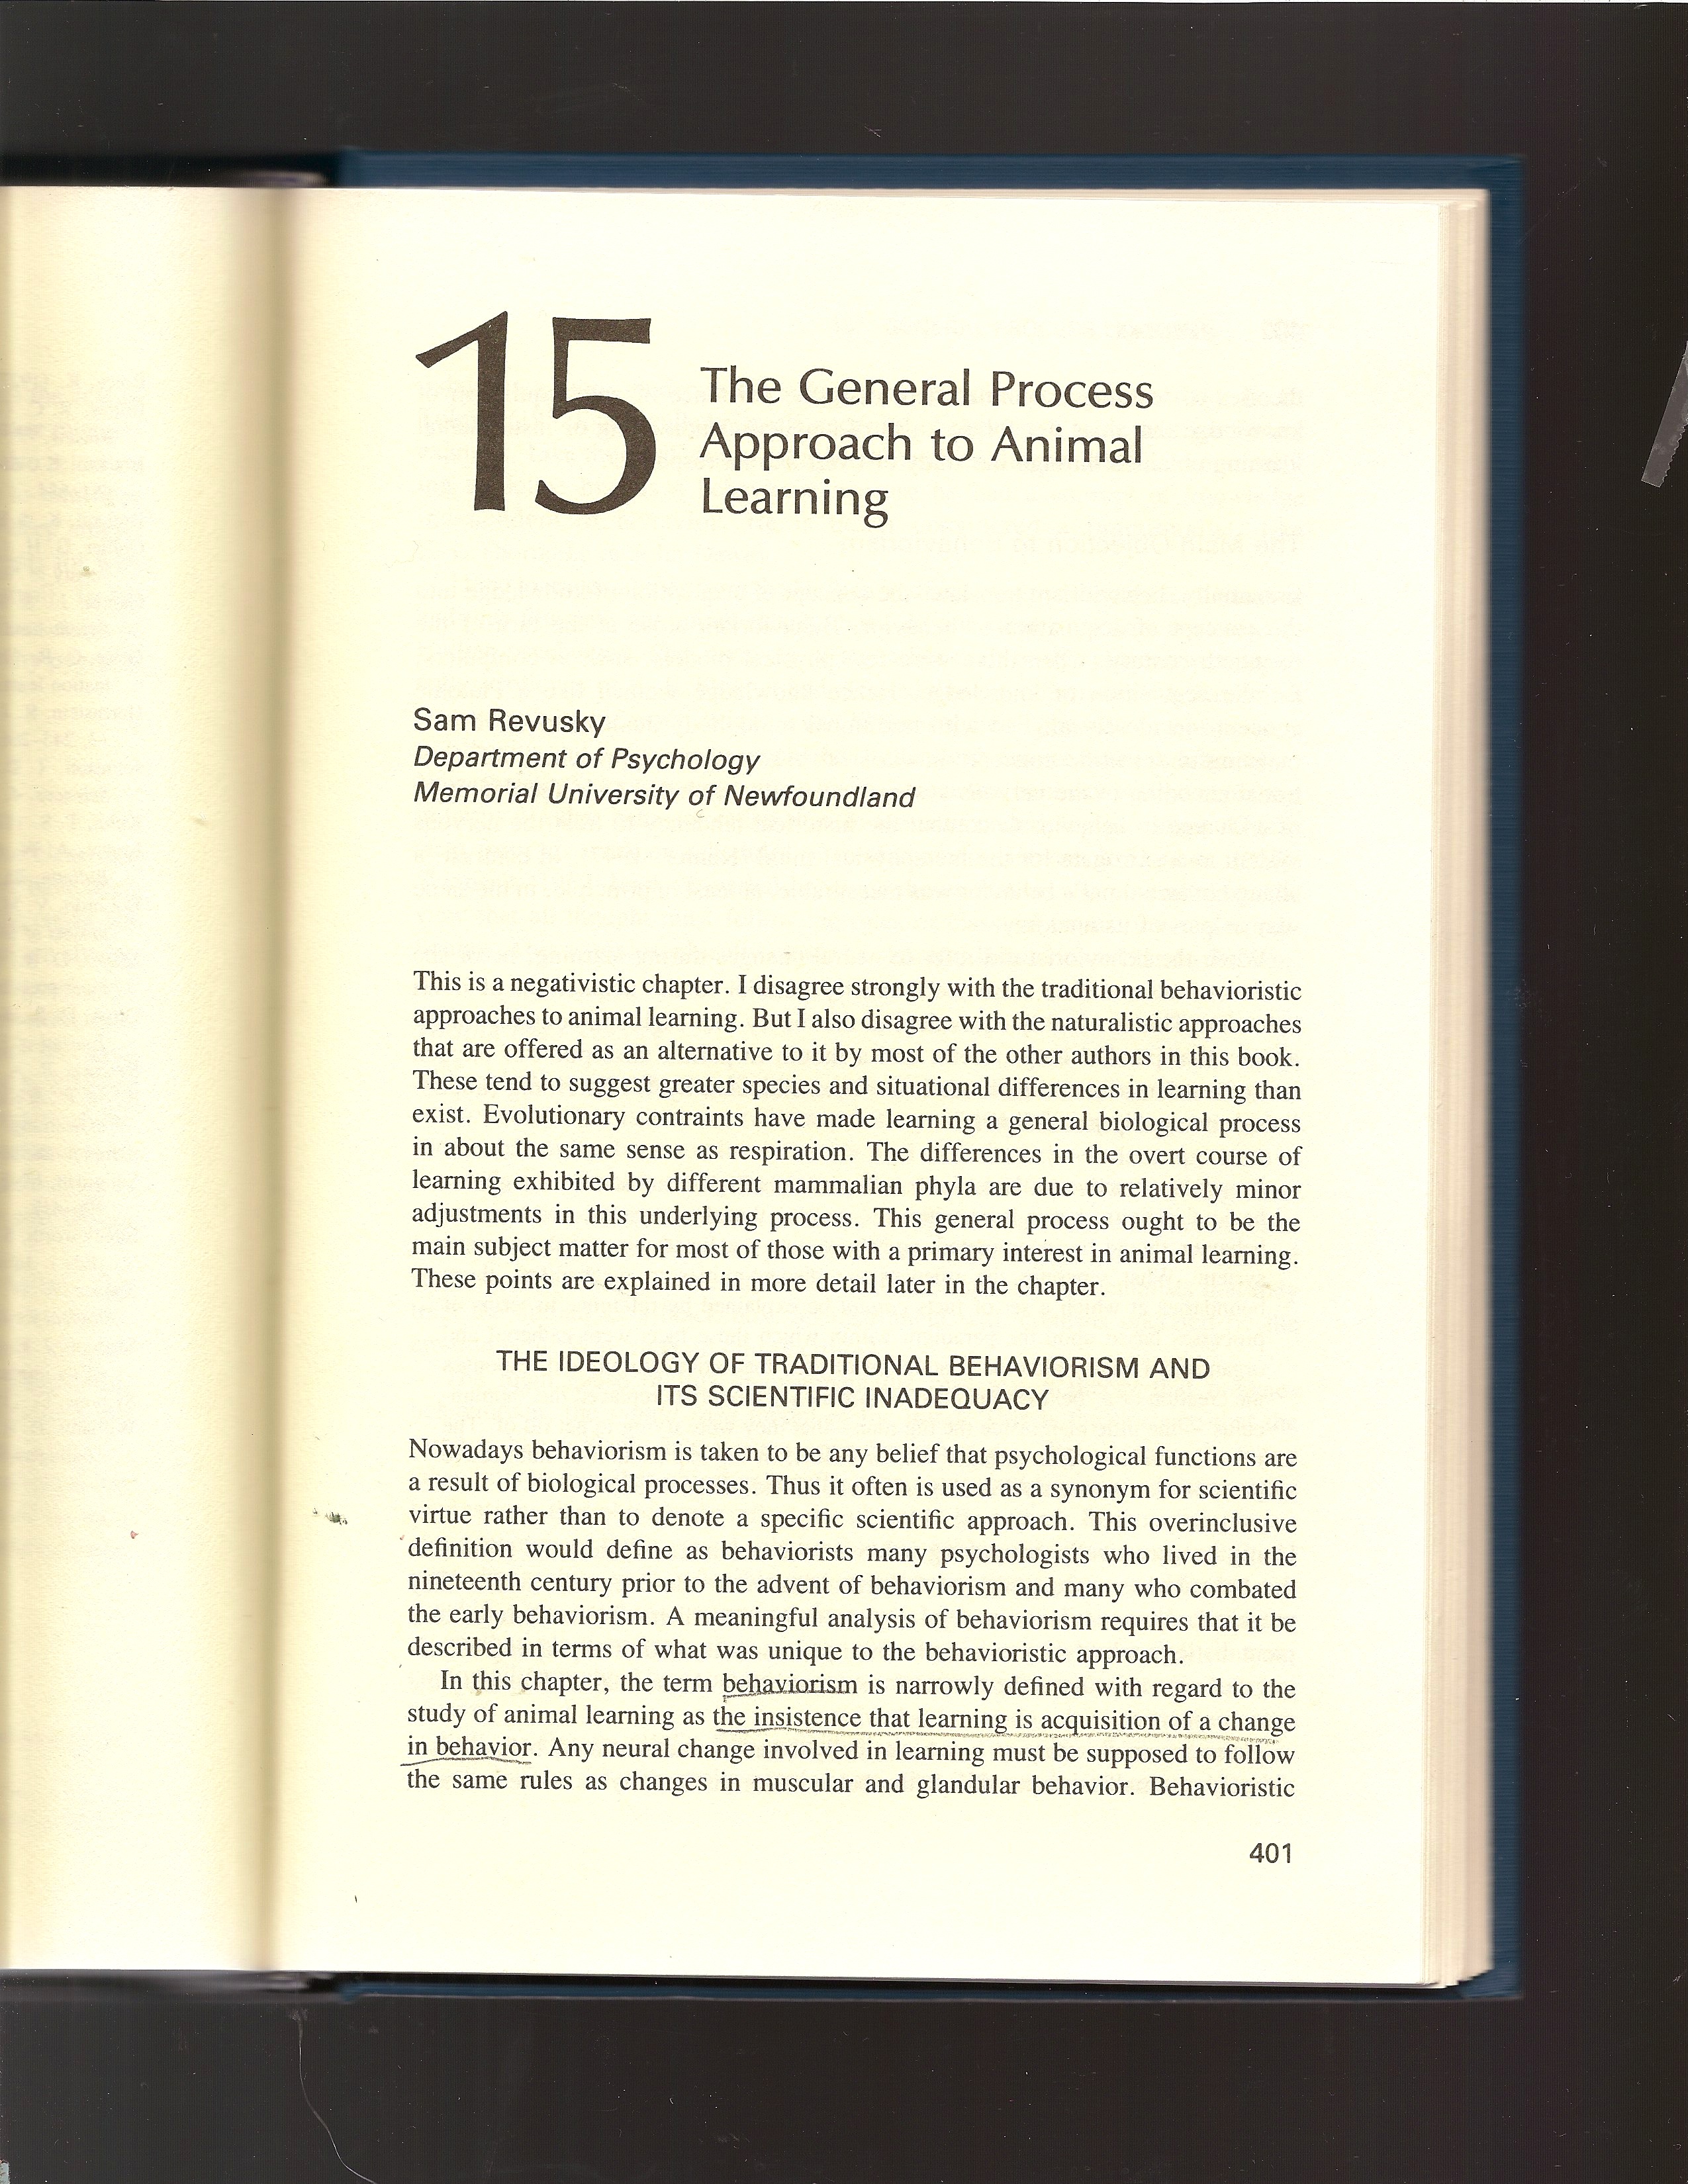 15
The General Process
Approach to Animal
Learning
Sam Revusky
Department of Psychology
Memorial University of Newfoundland
This is a negativistic chapter. I disagree strongly with the traditional behavioristic
approaches to animal learning. But I also disagree with the naturalistic approaches
that are offered as an alternative to it by most of the other authors in this book.
These tend to suggest greater species and situational differences in learning than
exist. Evolutionary contraints have made learning a general biological process
in about the same sense as respiration. The differences in the overt course of
learning exhibited by different mammalian phyla are due to relatively minor
adjustments in this underlying process. This general process ought to be the
main subject matter for most of those with a primary interest in animal learning.
These points are explained in more detail later in the chapter.
THE IDEOLOGY OF TRADITIONAL BEHAVIORISM AND
ITS SCIENTIFIC INADEQUACY
Nowadays behaviorism is taken to be any belief that psychological functions are
a result of biological processes. Thus it often is used as a synonym for scientific
virtue rather than to denote a specific scientific approach. This overinclusive
definition would define as behaviorists many psychologists who lived in the
nineteenth century prior to the advent of behaviorism and many who combated
the early behaviorism. A meaningful analysis of behaviorism requires that it be
described in terms of what was unique to the behavioristic approach.
In this chapter, the term behaviorism is narrowly defined with regard to the
study of animal learning as the insistence that learning is acquisition of a change
in behavior. Any neural change involved in learning must be supposed to follow
the same rules as changes in muscular and glandular behavior. Behavioristic
401